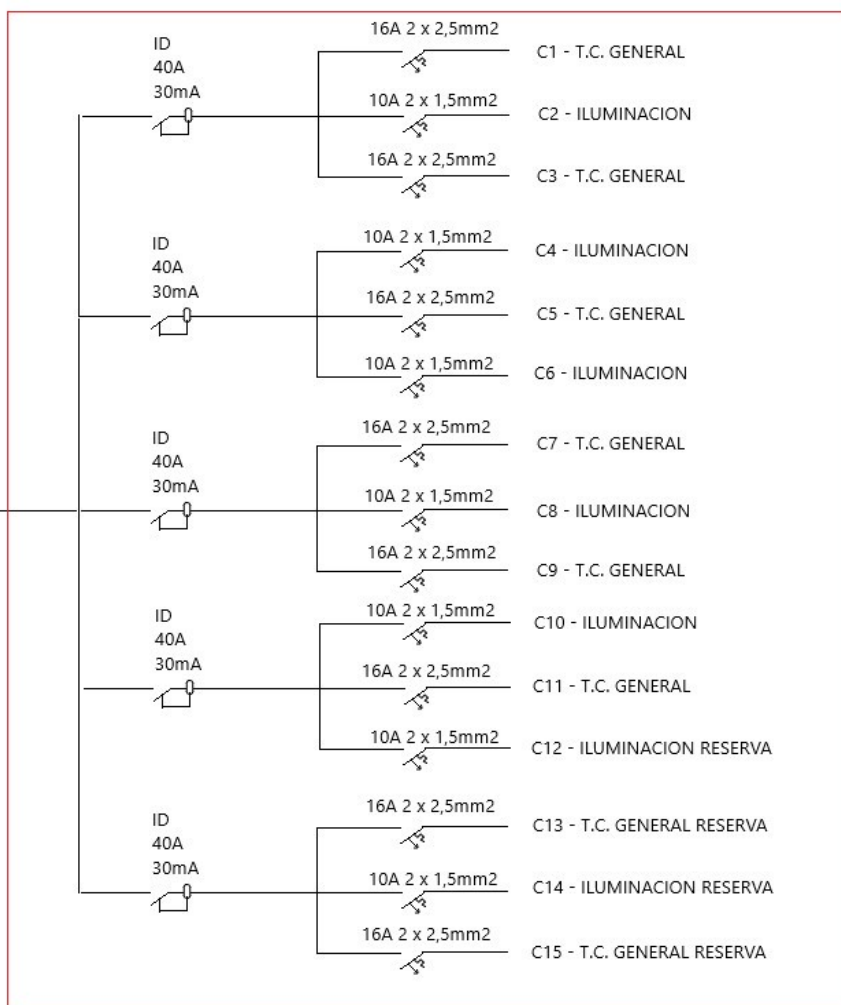 ID
40A
30mA
16A 2 x 2,5mm2
C1 - T.C. GENERAL
10A 2 x 1,5mm2
C2 - ILUMINACION
16A 2 x 2,5mm2
C3 - T.C. GENERAL
ID
40A
30mA
10A 2 x 1,5mm2
C4 - ILUMINACION
16A 2 x 2,5mm2
C5 - T.C. GENERAL
10A 2 x 1,5mm2
C6 - ILUMINACION
ID
40A
30mA
16A 2 x 2,5mm2
C7 - T.C. GENERAL
10A 2 x 1,5mm2
C8 - ILUMINACION
16A 2 x 2,5mm2
C9 - T.C. GENERAL
ID
40A
30mA
10A 2 x 1,5mm2
C10 - ILUMINACION
16A 2 x 2,5mm2
C11 - T.C. GENERAL
10A 2 x 1,5mm2
C12 - ILUMINACION RESERVA
ID
40A
30mA
16A 2 x 2,5mm2
C13 - T.C. GENERAL RESERVA
10A 2 x 1,5mm2
C14 - ILUMINACION RESERVA
16A 2 x 2,5mm2
C15 - T.C. GENERAL RESERVA